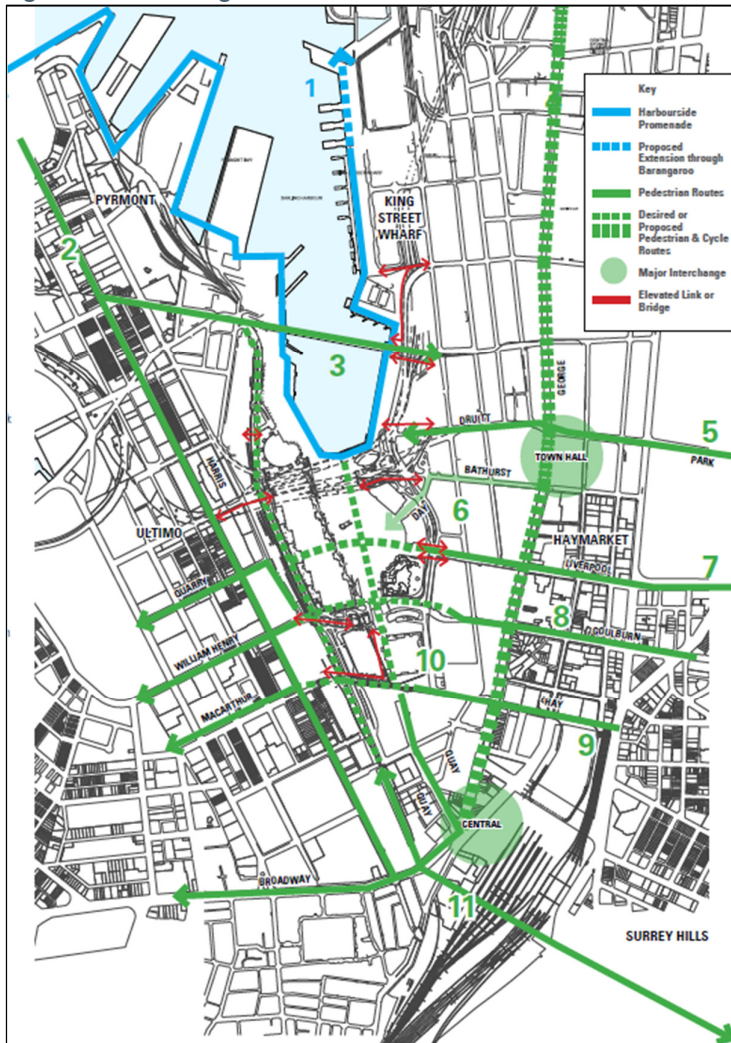 1
Key
Harbourside
Promenade
Proposed
Extension through
Barangaroo
Pedestrian Routes
Desired or
Proposed
Pedestrian & Cycle
Routes
Major Interchange
Elevated Link or
Bridge
PYRMONT
KING
STREET
WHARF
2
3
GEORGE
DRUITT
5
PARK
TOWN HALL
BATHURST
HARRIS
6
DAY
ULTIMO
HAYMARKET
LIVERPOOL
7
QUARRY
WILLIAM HENRY
8
GOULBURN
10
MACARTHUR
HAY
9
QUAY
QUAY
CENTRAL
BROADWAY
11
SURREY HILLS